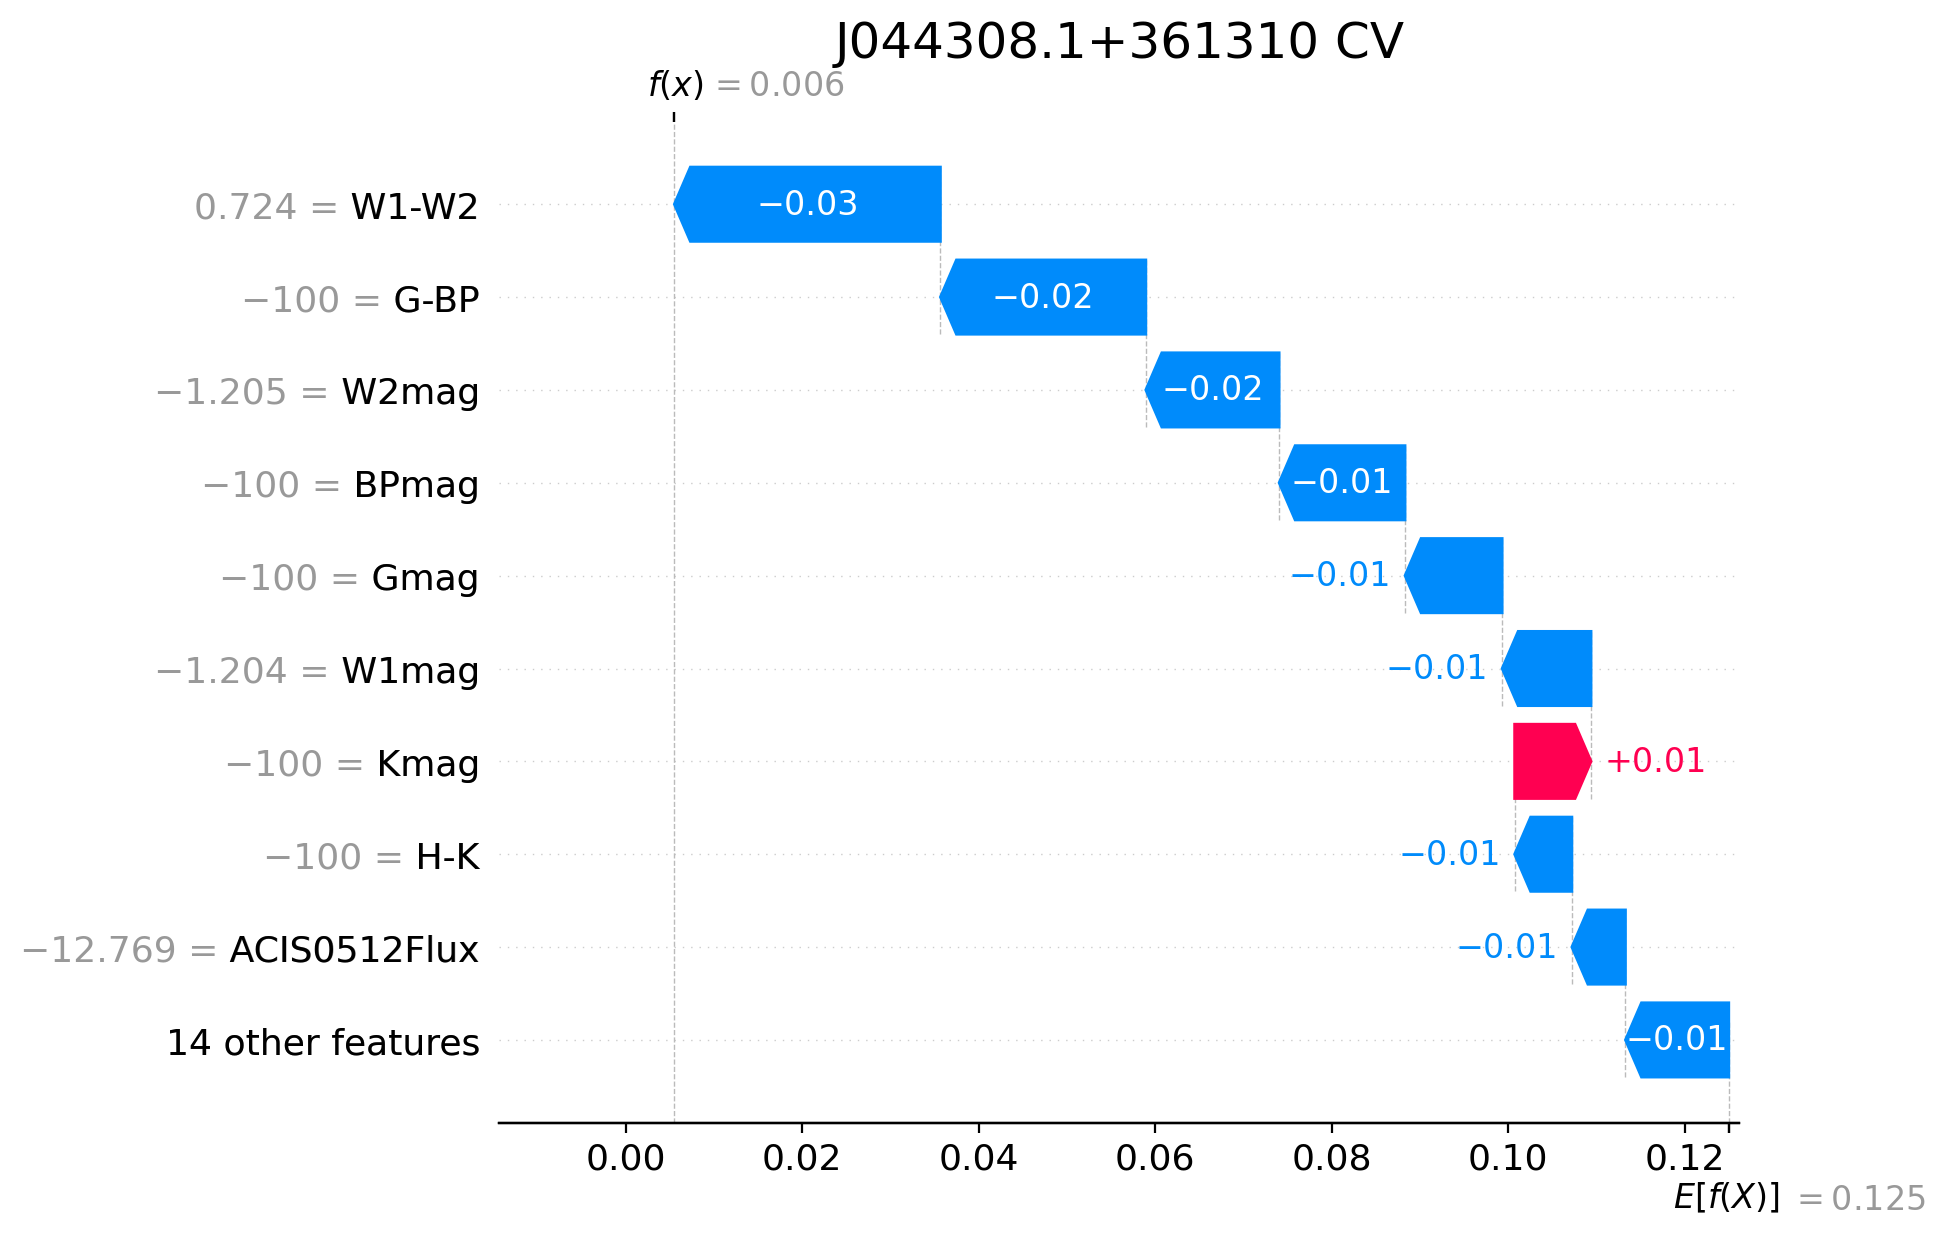 J044308.1+361310 CV
f(x) = 0.006
0.724 = W1-W2
−0.03
−100 = G-BP
−0.02
−1.205 = W2mag
−0.02
−100 = BPmag
−0.01
−100 = Gmag
−0.01
−1.204 = W1mag
−0.01
−100 = Kmag
+0.01
−100 = H-K
−0.01
−12.769 = ACIS0512Flux
−0.01
14 other features
−0.01
0.00 0.02 0.04 0.06 0.08 0.10 0.12
E[f(X)] = 0.125